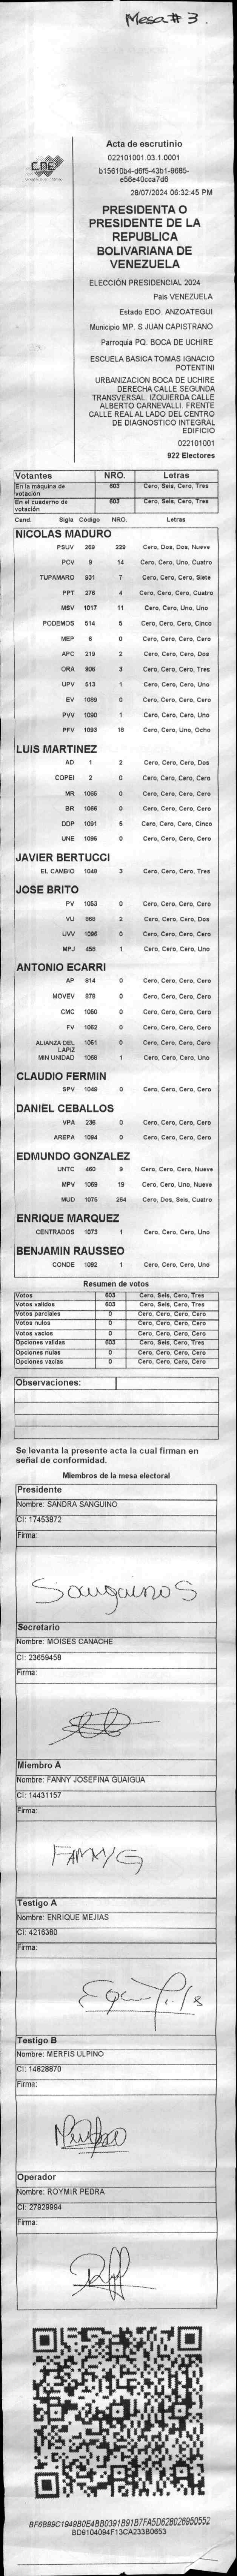 Mesa # 3.
CNE
Acta de escrutinio
022101001.03.1.0001
b15610b4-d6f5-43b1-9685-
e56e40cca7d6
28/07/2024 06:32:45 PM
PRESIDENTA O
PRESIDENTE DE LA
REPUBLICA
BOLIVARIANA DE
VENEZUELA
ELECCIÓN PRESIDENCIAL 2024
Pais VENEZUELA
Estado EDO. ANZOATEGUI
Municipio MP. S JUAN CAPISTRANO
Parroquia PQ. BOCA DE UCHIRE
ESCUELA BASICA TOMAS IGNACIO
POTENTINI
URBANIZACION BOCA DE UCHIRE
DERECHA CALLE SEGUNDA
TRANSVERSAL. IZQUIERDA CALLE
ALBERTO CARNEVALLI. FRENTE
CALLE REAL AL LADO DEL CENTRO
DE DIAGNOSTICO INTEGRAL
EDIFICIO
022101001
922 Electores
Votantes NRO. Letras
En la máquina de votación 603 Cero, Seis, Cero, Tres
En el cuaderno de votación 603 Cero, Seis, Cero, Tres
Cand. Sigla Código NRO. Letras
NICOLAS MADURO
PSUV 269 229 Cero, Dos, Dos, Nueve
PCV 9 14 Cero, Cero, Uno, Cuatro
TUPAMARO 931 7 Cero, Cero, Cero, Siete
PPT 276 4 Cero, Cero, Cero, Cuatro
MSV 1017 11 Cero, Cero, Uno, Uno
PODEMOS 514 5 Cero, Cero, Cero, Cinco
MEP 6 0 Cero, Cero, Cero, Cero
APC 219 2 Cero, Cero, Cero, Dos
ORA 906 3 Cero, Cero, Cero, Tres
UPV 513 1 Cero, Cero, Cero, Uno
EV 1089 0 Cero, Cero, Cero, Cero
PVV 1090 1 Cero, Cero, Cero, Uno
PFV 1093 18 Cero, Cero, Uno, Ocho
LUIS MARTINEZ
AD 1 2 Cero, Cero, Cero, Dos
COPEI 2 0 Cero, Cero, Cero, Cero
MR 1065 0 Cero, Cero, Cero, Cero
BR 1066 0 Cero, Cero, Cero, Cero
DDP 1091 5 Cero, Cero, Cero, Cinco
UNE 1095 0 Cero, Cero, Cero, Cero
JAVIER BERTUCCI
EL CAMBIO 1049 3 Cero, Cero, Cero, Tres
JOSE BRITO
PV 1053 0 Cero, Cero, Cero, Cero
VU 968 2 Cero, Cero, Cero, Dos
UVV 1096 0 Cero, Cero, Cero, Cero
MPJ 458 1 Cero, Cero, Cero, Uno
ANTONIO ECARRI
AP 814 0 Cero, Cero, Cero, Cero
MOVEV 878 0 Cero, Cero, Cero, Cero
CMC 1050 0 Cero, Cero, Cero, Cero
FV 1062 0 Cero, Cero, Cero, Cero
ALIANZA DEL LAPIZ 1051 0 Cero, Cero, Cero, Cero
MIN UNIDAD 1058 1 Cero, Cero, Cero, Uno
CLAUDIO FERMIN
SPV 1049 0 Cero, Cero, Cero, Cero
DANIEL CEBALLOS
VPA 236 0 Cero, Cero, Cero, Cero
AREPA 1094 0 Cero, Cero, Cero, Cero
EDMUNDO GONZALEZ
UNTC 460 9 Cero, Cero, Cero, Nueve
MPV 1069 19 Cero, Cero, Uno, Nueve
MUD 1075 264 Cero, Dos, Seis, Cuatro
ENRIQUE MARQUEZ
CENTRADOS 1073 1 Cero, Cero, Cero, Uno
BENJAMIN RAUSSEO
CONDE 1092 1 Cero, Cero, Cero, Uno
Resumen de votos
Votos 603 Cero, Seis, Cero, Tres
Votos validos 603 Cero, Seis, Cero, Tres
Votos parciales 0 Cero, Cero, Cero, Cero
Votos nulos 0 Cero, Cero, Cero, Cero
Votos vacios 0 Cero, Cero, Cero, Cero
Opciones validas 603 Cero, Seis, Cero, Tres
Opciones nulas 0 Cero, Cero, Cero, Cero
Opciones vacias 0 Cero, Cero, Cero, Cero
Observaciones:
Se levanta la presente acta la cual firman en
señal de conformidad.
Miembros de la mesa electoral
Presidente
Nombre: SANDRA SANGUINO
CI: 17453872
Firma:
Sanguino S
Secretario
Nombre: MOISES CANACHE
CI: 23659458
Firma:
Miembro A
Nombre: FANNY JOSEFINA GUAIGUA
CI: 14431157
Firma:
FANNY G
Testigo A
Nombre: ENRIQUE MEJIAS
CI: 4216380
Firma:
Testigo B
Nombre: MERFIS ULPINO
CI: 14828870
Firma:
Operador
Nombre: ROYMIR PEDRA
CI: 27929994
Firma:
BF6B99C1949B0E4BB0391B91B7FA5D62B026950552
BD9104094F13CA233B0653